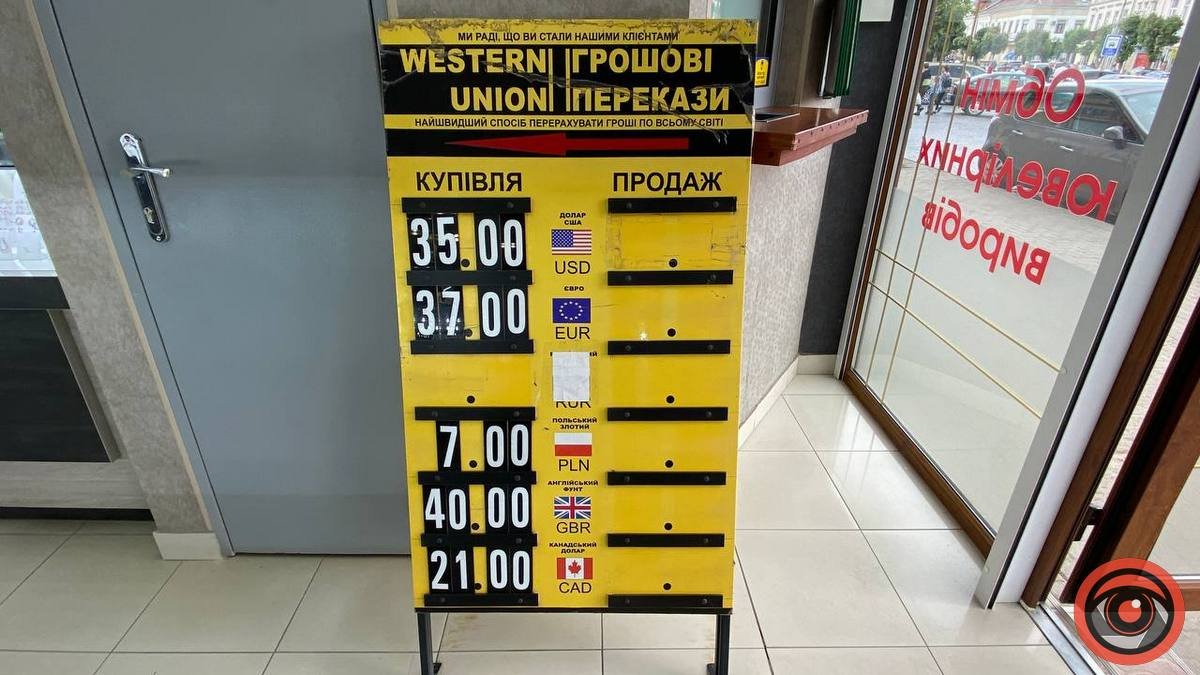 МИ РАДІ, ЩО ВИ СТАЛИ НАШИМИ КЛІЄНТАМИ
WESTERN ГРОШОВІ
UNION ПЕРЕКАЗИ
НАЙШВИДШИЙ СПОСІБ ПЕРЕРАХУВАТИ ГРОШІ ПО ВСЬОМУ СВІТІ
КУПІВЛЯ ПРОДАЖ
ДОЛАР
США
35.00 USD
ЄВРО
37.00 EUR
RUR
ПОЛЬСЬКИЙ
ЗЛОТИЙ
7.00 PLN
АНГЛІЙСЬКИЙ
ФУНТ
40.00 GBR
КАНАДСЬКИЙ
ДОЛАР
21.00 CAD
Обмін
Ювелірних
виробів